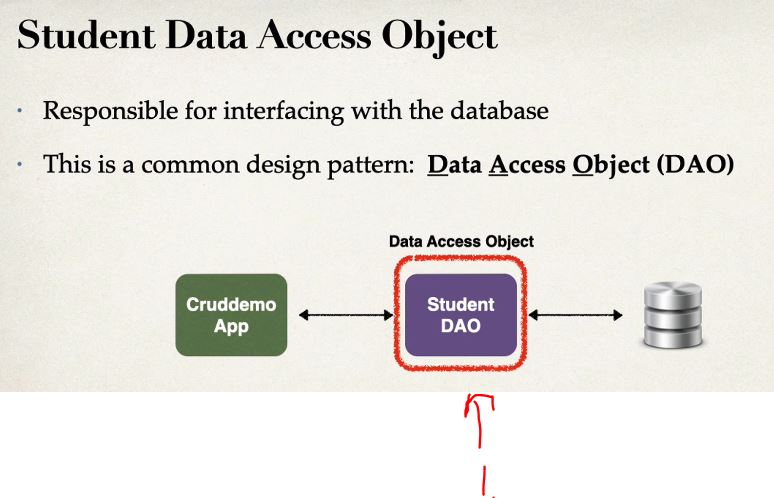 Student Data Access Object
• Responsible for interfacing with the database
• This is a common design pattern: Data Access Object (DAO)
Data Access Object
Cruddemo
App
Student
DAO